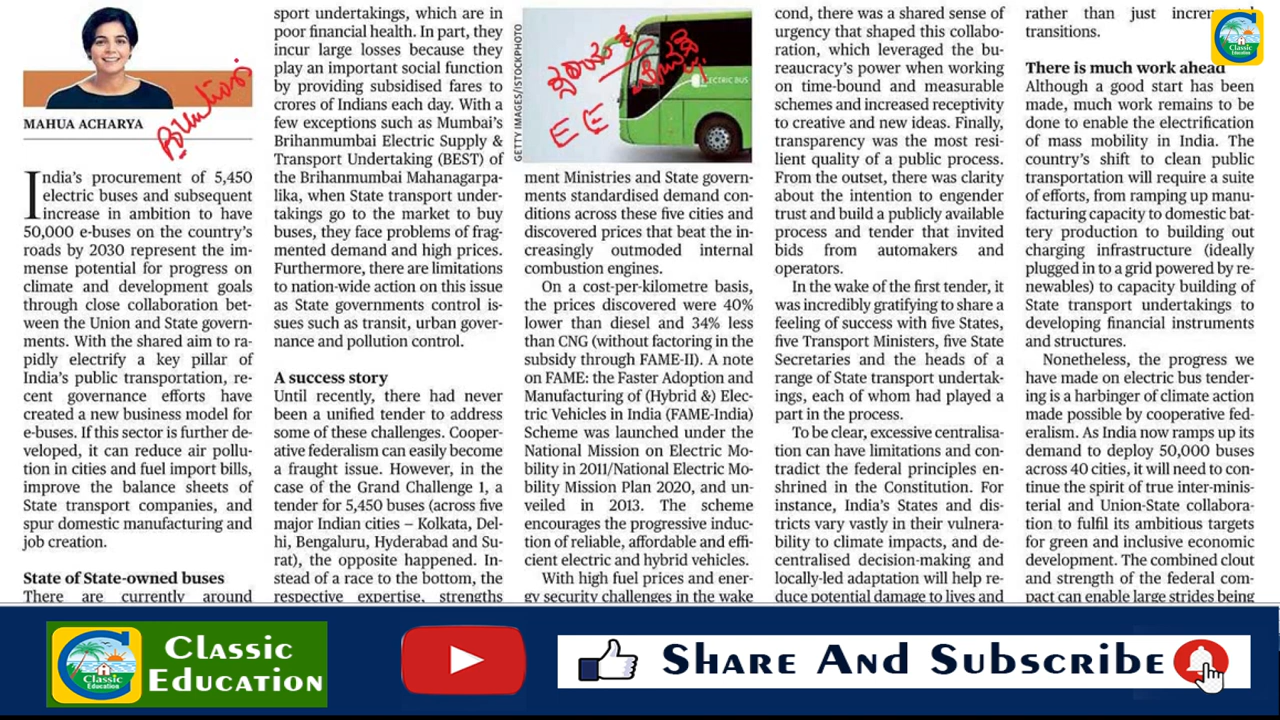 MAHUA ACHARYA
India's procurement of 5,450
electric buses and subsequent
increase in ambition to have
50,000 e-buses on the country's
roads by 2030 represent the im-
mense potential for progress on
climate and development goals
through close collaboration bet-
ween the Union and State govern-
ments. With the shared aim to ra-
pidly electrify a key pillar of
India's public transportation, re-
cent governance efforts have
created a new business model for
e-buses. If this sector is further de-
veloped, it can reduce air pollu-
tion in cities and fuel import bills,
improve the balance sheets of
State transport companies, and
spur domestic manufacturing and
job creation.
State of State-owned buses
There are currently around
sport undertakings, which are in
poor financial health. In part, they
incur large losses because they
play an important social function
by providing subsidised fares to
crores of Indians each day. With a
few exceptions such as Mumbai's
Brihanmumbai Electric Supply &
Transport Undertaking (BEST) of
the Brihanmumbai Mahanagarpa-
lika, when State transport under-
takings go to the market to buy
buses, they face problems of frag-
mented demand and high prices.
Furthermore, there are limitations
to nation-wide action on this issue
as State governments control is-
sues such as transit, urban gover-
nance and pollution control.
A success story
Until recently, there had never
been a unified tender to address
some of these challenges. Cooper-
ative federalism can easily become
a fraught issue. However, in the
case of the Grand Challenge 1, a
tender for 5,450 buses (across five
major Indian cities – Kolkata, Del-
hi, Bengaluru, Hyderabad and Su-
rat), the opposite happened. In-
stead of a race to the bottom, the
respective expertise, strengths
GETTY IMAGES/ISTOCKPHOTO
ELECTRIC BUS
E E
ment Ministries and State govern-
ments standardised demand con-
ditions across these five cities and
discovered prices that beat the in-
creasingly outmoded internal
combustion engines.
On a cost-per-kilometre basis,
the prices discovered were 40%
lower than diesel and 34% less
than CNG (without factoring in the
subsidy through FAME-II). A note
on FAME: the Faster Adoption and
Manufacturing of (Hybrid &) Elec-
tric Vehicles in India (FAME-India)
Scheme was launched under the
National Mission on Electric Mo-
bility in 2011/National Electric Mo-
bility Mission Plan 2020, and un-
veiled in 2013. The scheme
encourages the progressive induc-
tion of reliable, affordable and effi-
cient electric and hybrid vehicles.
With high fuel prices and ener-
gy security challenges in the wake
cond, there was a shared sense of
urgency that shaped this collabo-
ration, which leveraged the bu-
reaucracy's power when working
on time-bound and measurable
schemes and increased receptivity
to creative and new ideas. Finally,
transparency was the most resi-
lient quality of a public process.
From the outset, there was clarity
about the intention to engender
trust and build a publicly available
process and tender that invited
bids from automakers and
operators.
In the wake of the first tender, it
was incredibly gratifying to share a
feeling of success with five States,
five Transport Ministers, five State
Secretaries and the heads of a
range of State transport undertak-
ings, each of whom had played a
part in the process.
To be clear, excessive centralisa-
tion can have limitations and con-
tradict the federal principles en-
shrined in the Constitution. For
instance, India's States and dis-
tricts vary vastly in their vulnera-
bility to climate impacts, and de-
centralised decision-making and
locally-led adaptation will help re-
duce potential damage to lives and
rather than just incremental
transitions.
There is much work ahead
Although a good start has been
made, much work remains to be
done to enable the electrification
of mass mobility in India. The
country's shift to clean public
transportation will require a suite
of efforts, from ramping up manu-
facturing capacity to domestic bat-
tery production to building out
charging infrastructure (ideally
plugged in to a grid powered by re-
newables) to capacity building of
State transport undertakings to
developing financial instruments
and structures.
Nonetheless, the progress we
have made on electric bus tender-
ing is a harbinger of climate action
made possible by cooperative fed-
eralism. As India now ramps up its
demand to deploy 50,000 buses
across 40 cities, it will need to con-
tinue the spirit of true inter-minis-
terial and Union-State collabora-
tion to fulfil its ambitious targets
for green and inclusive economic
development. The combined clout
and strength of the federal com-
pact can enable large strides being
Classic
Education
Classic
Education
Classic
Education
Share And Subscribe